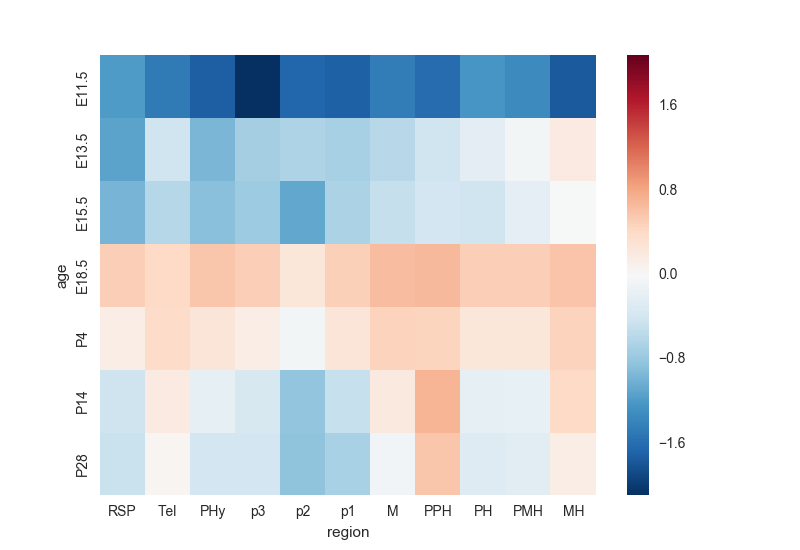 age
E11.5
E13.5
E15.5
E18.5
P4
P14
P28
RSP Tel PHy p3 p2 p1 M PPH PH PMH MH
region
1.6
0.8
0.0
−0.8
−1.6